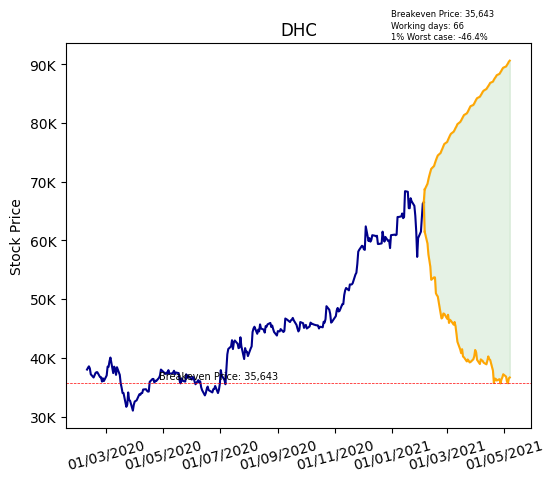 Breakeven Price: 35,643
Working days: 66
1% Worst case: -46.4%
DHC
Stock Price
90K
80K
70K
60K
50K
40K
30K
Breakeven Price: 35,643
01/03/2020
01/05/2020
01/07/2020
01/09/2020
01/11/2020
01/01/2021
01/03/2021
01/05/2021